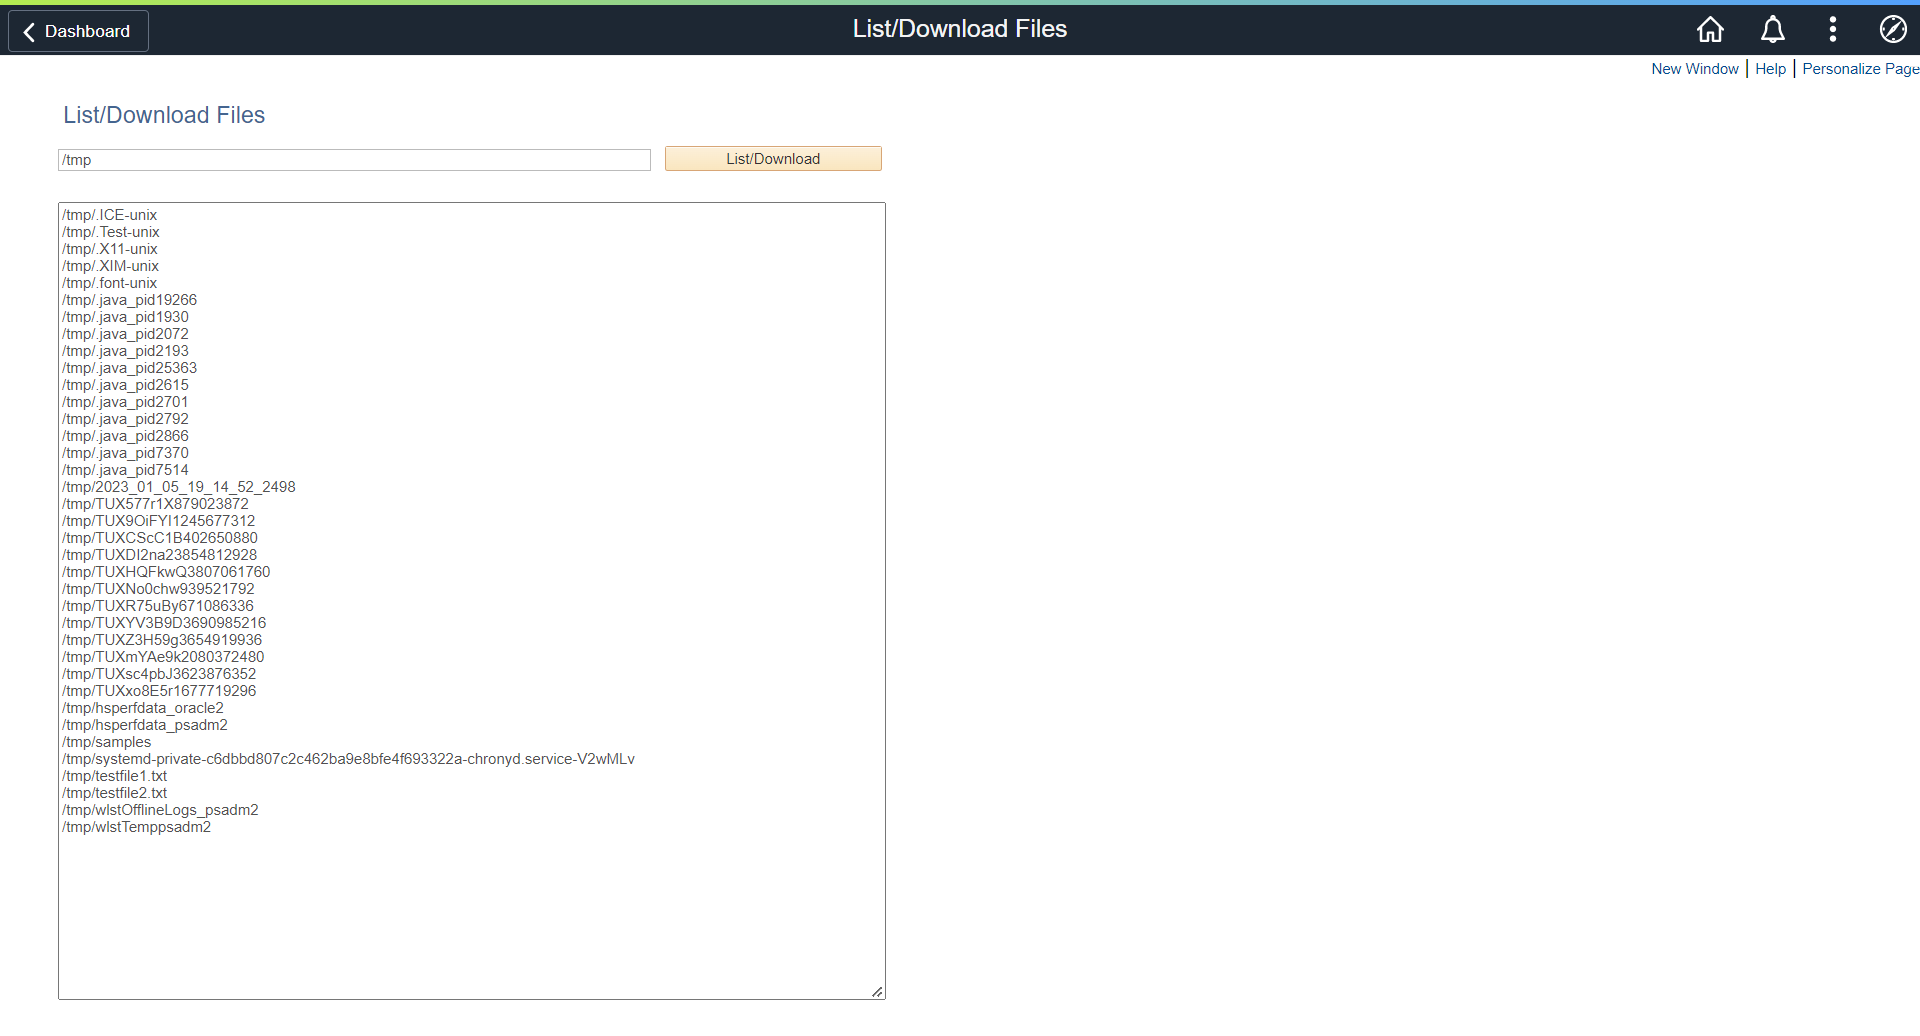 Dashboard
List/Download Files
New Window | Help | Personalize Page
List/Download Files
/tmp
List/Download
/tmp/.ICE-unix
/tmp/.Test-unix
/tmp/.X11-unix
/tmp/.XIM-unix
/tmp/.font-unix
/tmp/.java_pid19266
/tmp/.java_pid1930
/tmp/.java_pid2072
/tmp/.java_pid2193
/tmp/.java_pid25363
/tmp/.java_pid2615
/tmp/.java_pid2701
/tmp/.java_pid2792
/tmp/.java_pid2866
/tmp/.java_pid7370
/tmp/.java_pid7514
/tmp/2023_01_05_19_14_52_2498
/tmp/TUX577r1X879023872
/tmp/TUX9OiFYI1245677312
/tmp/TUXCScC1B402650880
/tmp/TUXDI2na23854812928
/tmp/TUXHQFkwQ3807061760
/tmp/TUXNo0chw939521792
/tmp/TUXR75uBy671086336
/tmp/TUXYV3B9D3690985216
/tmp/TUXZ3H59g3654919936
/tmp/TUXmYAe9k2080372480
/tmp/TUXsc4pbJ3623876352
/tmp/TUXxo8E5r1677719296
/tmp/hsperfdata_oracle2
/tmp/hsperfdata_psadm2
/tmp/samples
/tmp/systemd-private-c6dbbd807c2c462ba9e8bfe4f693322a-chronyd.service-V2wMLv
/tmp/testfile1.txt
/tmp/testfile2.txt
/tmp/wlstOfflineLogs_psadm2
/tmp/wlstTemppsadm2